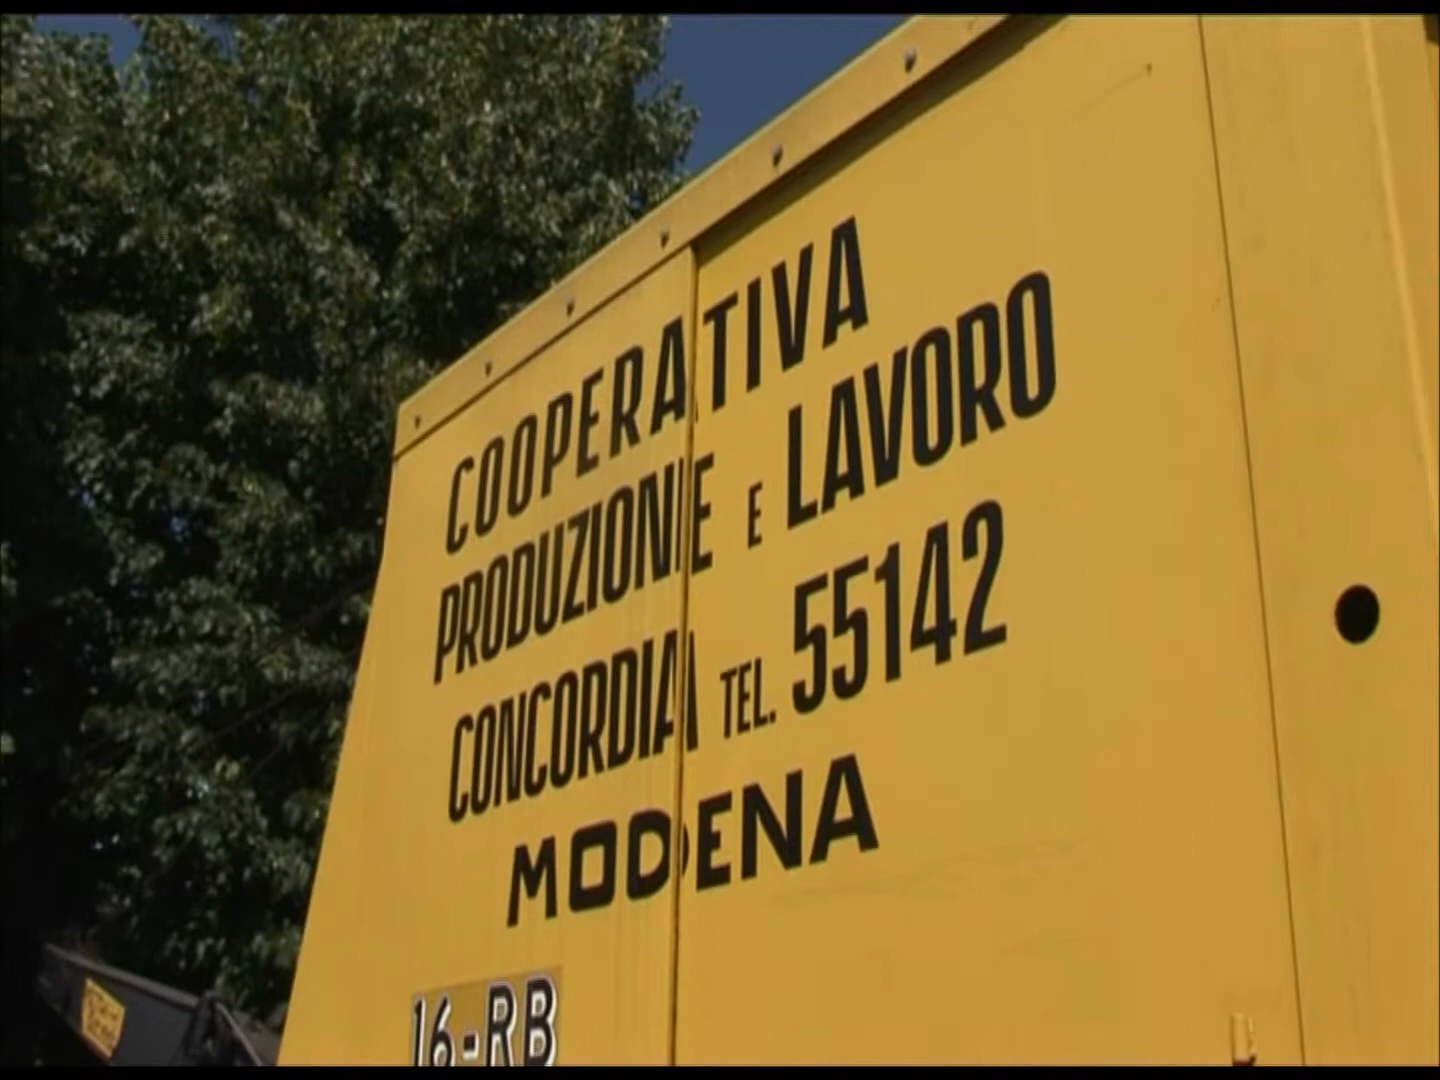 COOPERATIVA
PRODUZIONE E LAVORO
CONCORDIA TEL. 55142
MODENA
16-RB